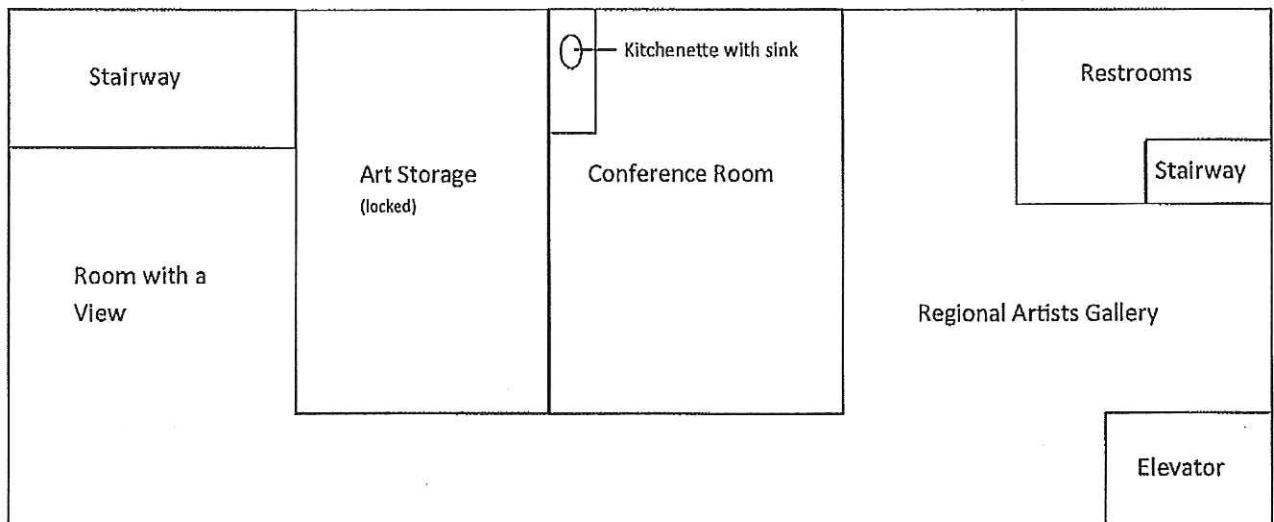 Stairway
Kitchenette with sink
Restrooms
Art Storage
(locked)
Conference Room
Stairway
Room with a
View
Regional Artists Gallery
Elevator